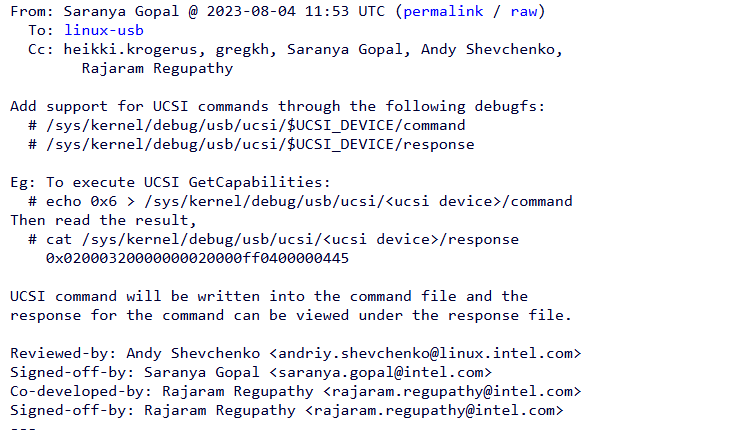 From: Saranya Gopal @ 2023-08-04 11:53 UTC (permalink / raw)
To: linux-usb
Cc: heikki.krogerus, gregkh, Saranya Gopal, Andy Shevchenko,
Rajaram Regupathy

Add support for UCSI commands through the following debugfs:
# /sys/kernel/debug/usb/ucsi/$UCSI_DEVICE/command
# /sys/kernel/debug/usb/ucsi/$UCSI_DEVICE/response

Eg: To execute UCSI GetCapabilities:
# echo 0x6 > /sys/kernel/debug/usb/ucsi/<ucsi device>/command
Then read the result,
# cat /sys/kernel/debug/usb/ucsi/<ucsi device>/response
0x02000320000000020000ff0400000445

UCSI command will be written into the command file and the
response for the command can be viewed under the response file.

Reviewed-by: Andy Shevchenko <andriy.shevchenko@linux.intel.com>
Signed-off-by: Saranya Gopal <saranya.gopal@intel.com>
Co-developed-by: Rajaram Regupathy <rajaram.regupathy@intel.com>
Signed-off-by: Rajaram Regupathy <rajaram.regupathy@intel.com>
---